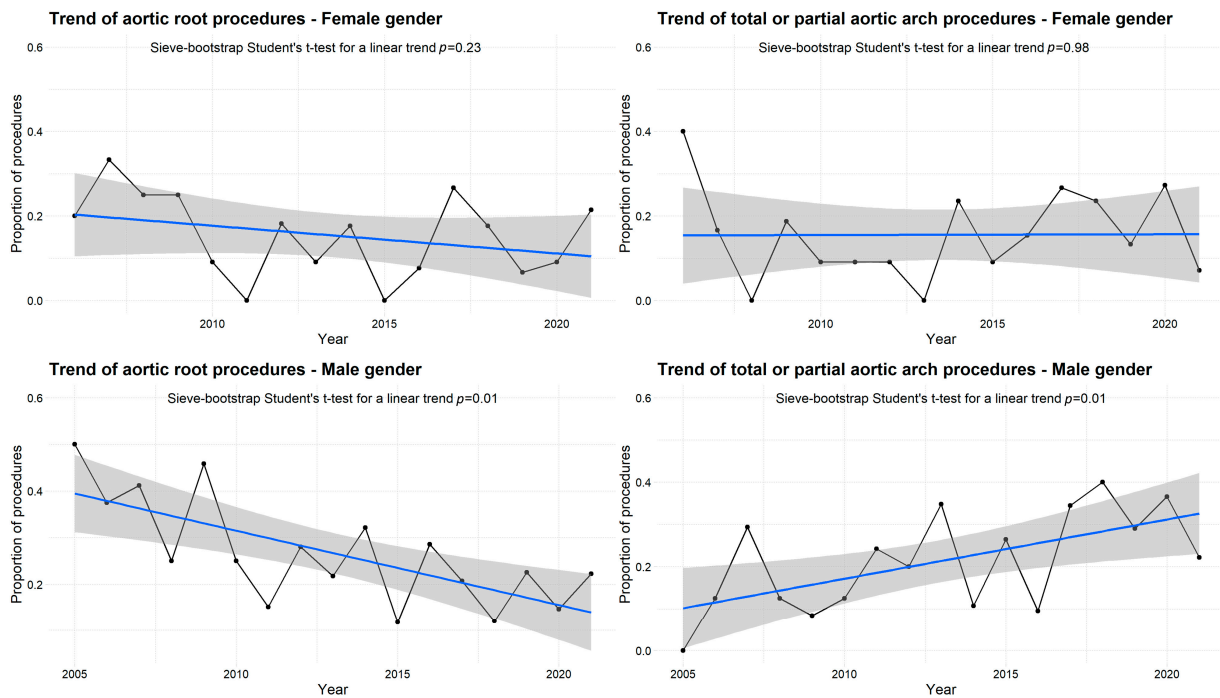 Trend of aortic root procedures - Female gender
Sieve-bootstrap Student's t-test for a linear trend p=0.23
Proportion of procedures
0.6
0.4
0.2
0.0
2010
2015
2020
Year
Trend of total or partial aortic arch procedures - Female gender
Sieve-bootstrap Student's t-test for a linear trend p=0.98
Proportion of procedures
0.6
0.4
0.2
0.0
2010
2015
2020
Year
Trend of aortic root procedures - Male gender
Sieve-bootstrap Student's t-test for a linear trend p=0.01
Proportion of procedures
0.6
0.4
0.2
2005
2010
2015
2020
Year
Trend of total or partial aortic arch procedures - Male gender
Sieve-bootstrap Student's t-test for a linear trend p=0.01
Proportion of procedures
0.6
0.4
0.2
0.0
2005
2010
2015
2020
Year